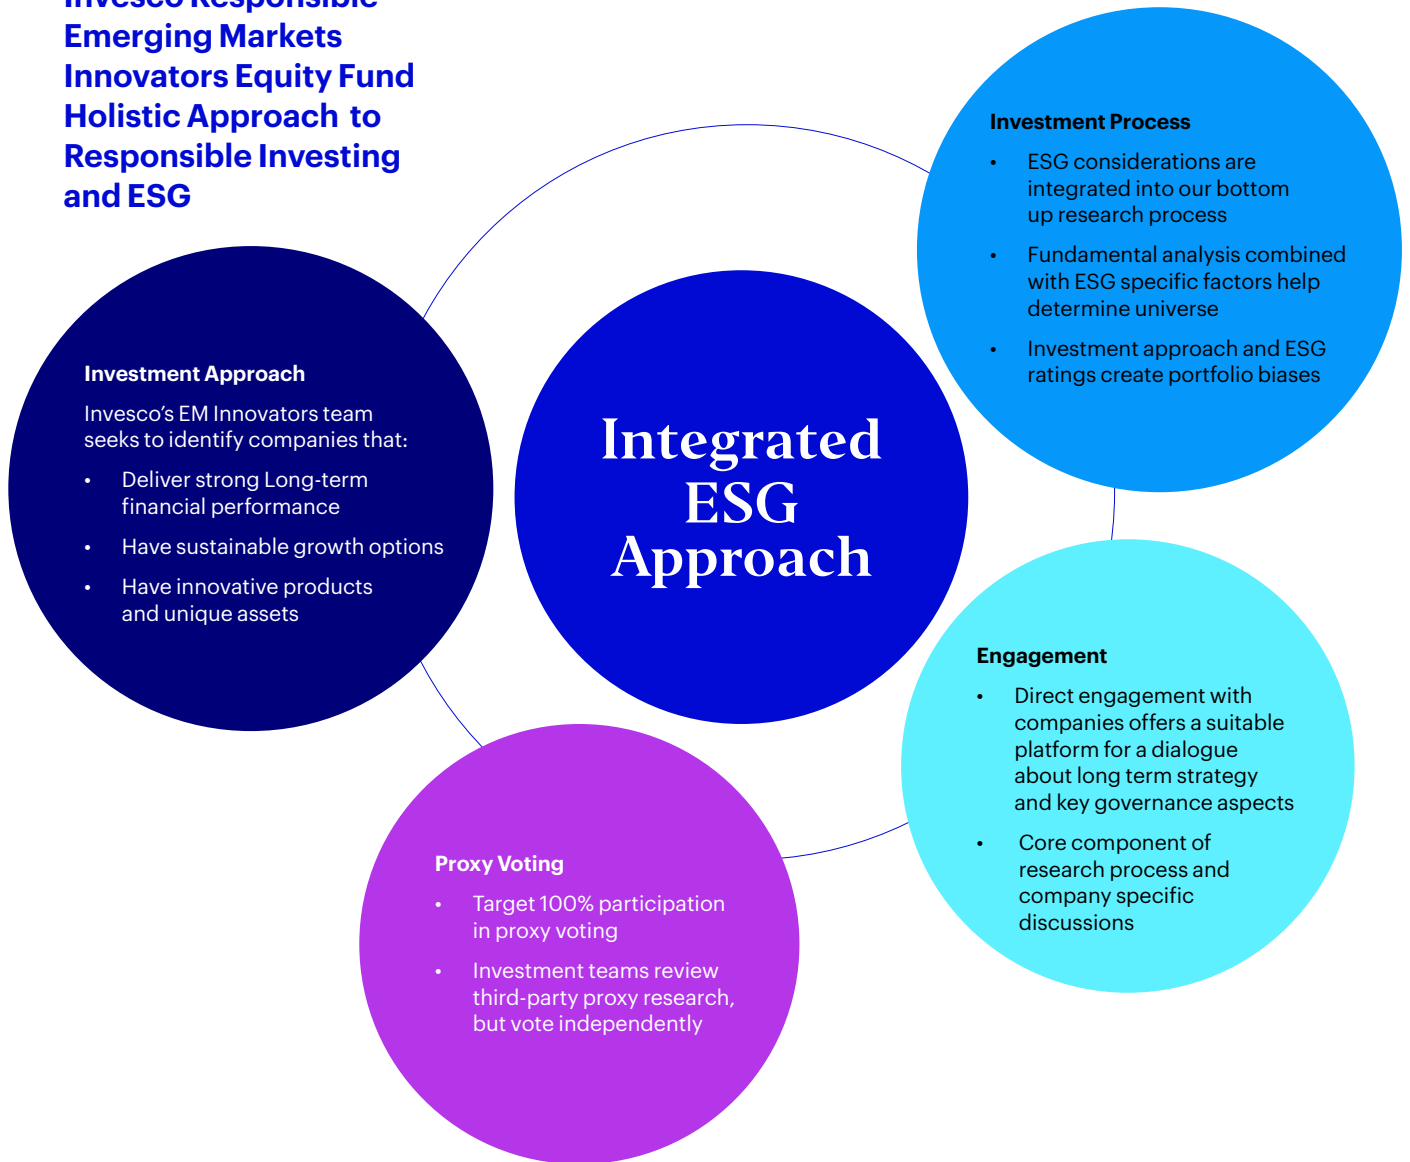 Invesco Responsible
Emerging Markets
Innovators Equity Fund
Holistic Approach to
Responsible Investing
and ESG
Investment Approach
Invesco’s EM Innovators team
seeks to identify companies that:
• Deliver strong Long-term
financial performance
• Have sustainable growth options
• Have innovative products
and unique assets
Integrated
ESG
Approach
Investment Process
• ESG considerations are
integrated into our bottom
up research process
• Fundamental analysis combined
with ESG specific factors help
determine universe
• Investment approach and ESG
ratings create portfolio biases
Engagement
• Direct engagement with
companies offers a suitable
platform for a dialogue
about long term strategy
and key governance aspects
• Core component of
research process and
company specific
discussions
Proxy Voting
• Target 100% participation
in proxy voting
• Investment teams review
third-party proxy research,
but vote independently